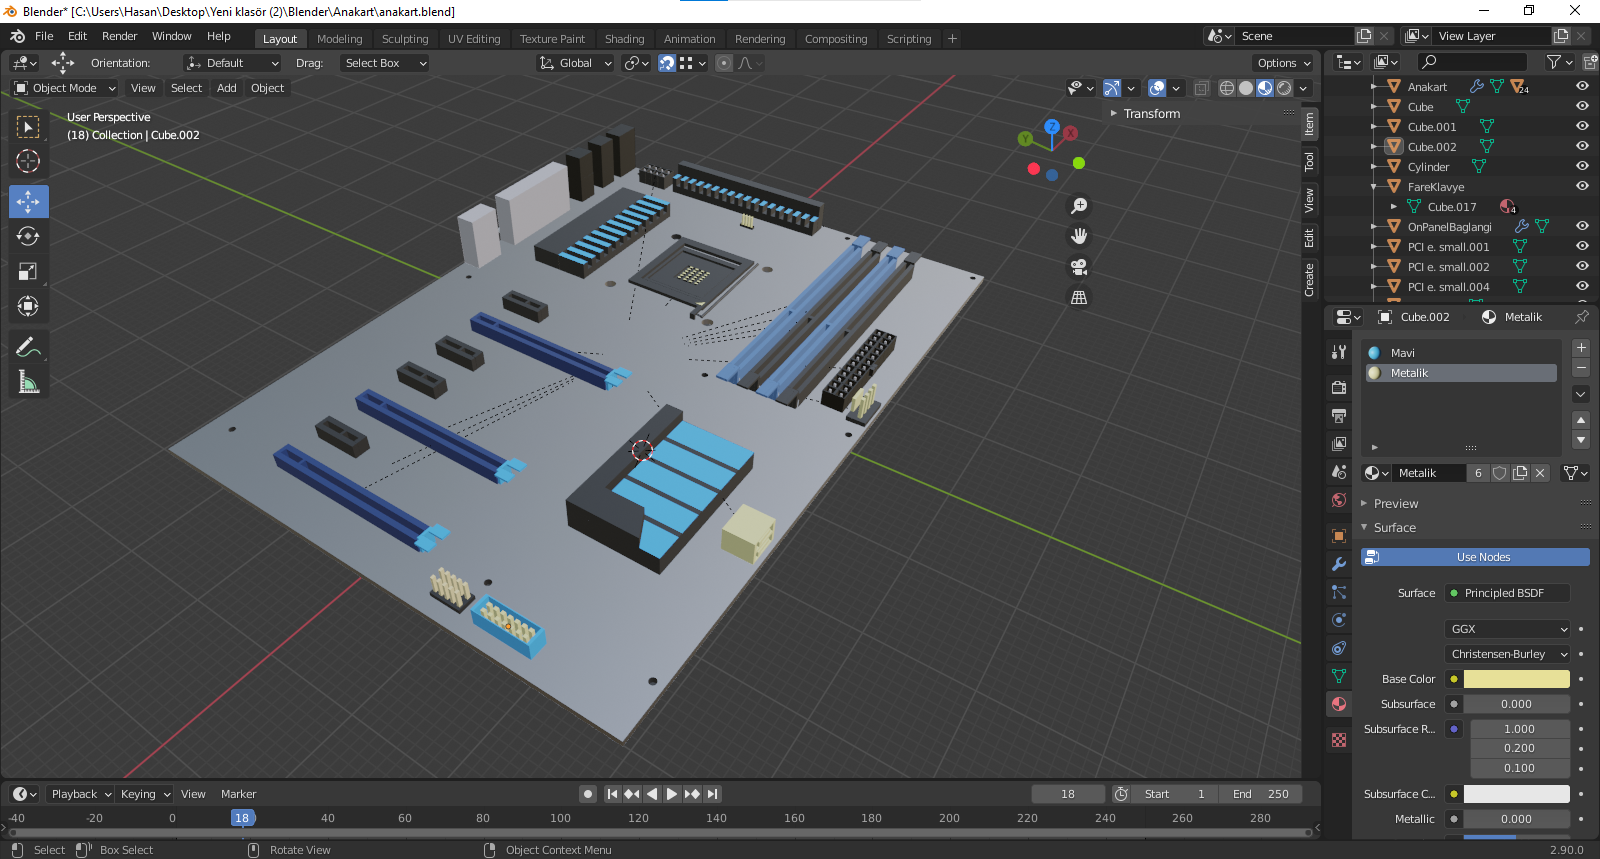 Blender* [C:\Users\Hasan\Desktop\Yeni klasör (2)\Blender\Anakart\anakart.blend]
File Edit Render Window Help Layout Modeling Sculpting UV Editing Texture Paint Shading Animation Rendering Compositing Scripting + Scene View Layer
Orientation: Default Drag: Select Box Global Options
Object Mode View Select Add Object
User Perspective
(18) Collection | Cube.002
Transform
Item
Tool
View
Edit
Create
X
Y
Z
Anakart 24
Cube
Cube.001
Cube.002
Cylinder
FareKlavye
Cube.017 4
OnPanelBaglangi
PCI e. small.001
PCI e. small.002
PCI e. small.004
Cube.002 Metalik
Mavi
Metalik
Metalik 6
Preview
Surface
Use Nodes
Surface Principled BSDF
GGX
Christensen-Burley
Base Color
Subsurface 0.000
Subsurface R... 1.000
0.200
0.100
Subsurface C...
Metallic 0.000
Playback Keying View Marker 18 Start 1 End 250
-40 -20 0 18 40 60 80 100 120 140 160 180 200 220 240 260 280
Select Box Select Rotate View Object Context Menu 2.90.0